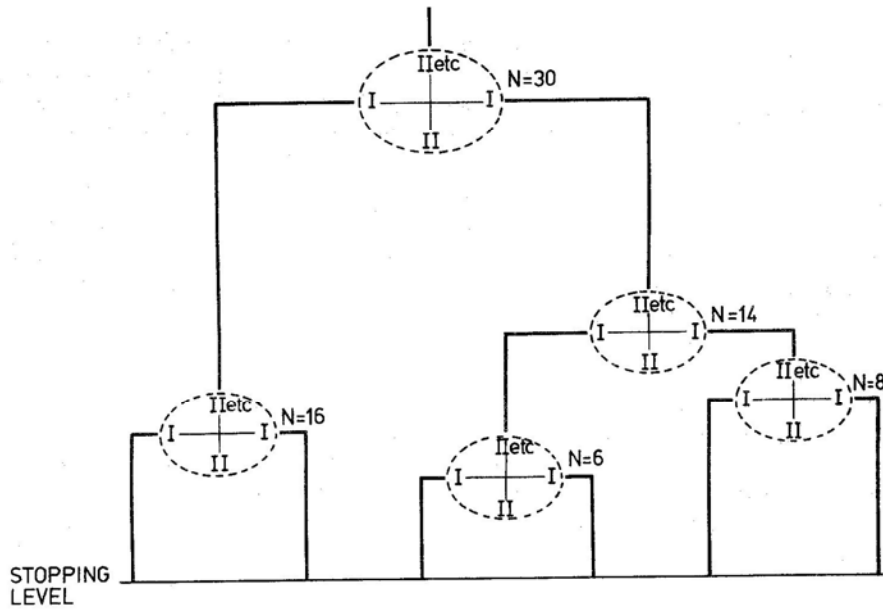 IIetc
N=30
I I
II
IIetc
N=14
I I
II
IIetc
N=8
I I
II
IIetc
N=16
I I
II
IIetc
N=6
I I
II
STOPPING
LEVEL